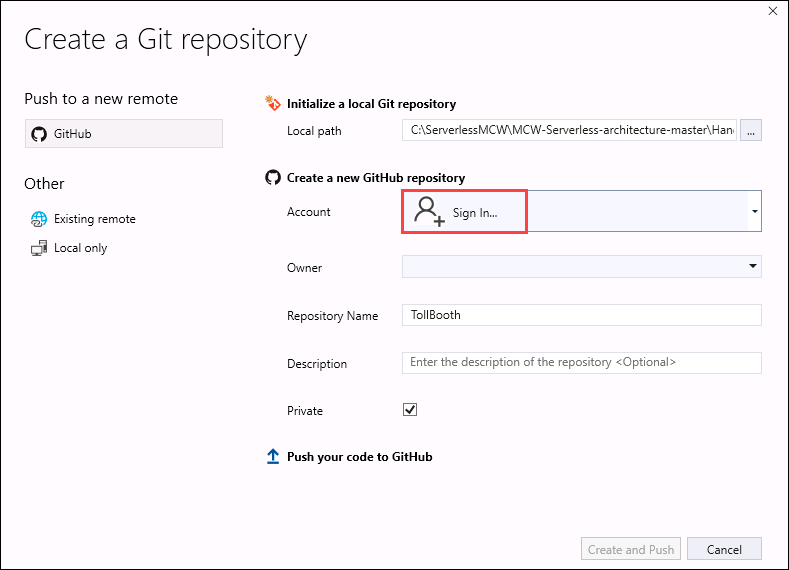 Create a Git repository
Push to a new remote
GitHub
Other
Existing remote
Local only
Initialize a local Git repository
Local path C:\ServerlessMCW\MCW-Serverless-architecture-master\Han ...
Create a new GitHub repository
Account Sign In...
Owner
Repository Name TollBooth
Description Enter the description of the repository <Optional>
Private
Push your code to GitHub
Create and Push Cancel